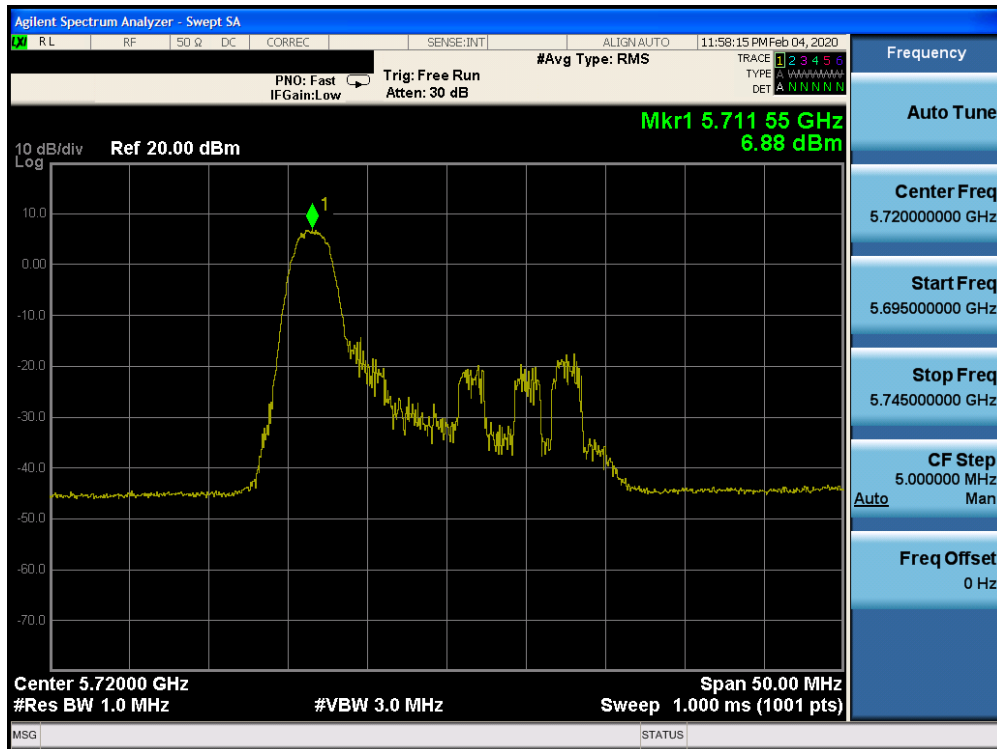 Agilent Spectrum Analyzer - Swept SA
LXI RL RF 50 Ω DC CORREC SENSE:INT ALIGN AUTO 11:58:15 PM Feb 04, 2020
Frequency
#Avg Type: RMS
TRACE 1 2 3 4 5 6
PNO: Fast Trig: Free Run
TYPE A WWWWW
IFGain:Low Atten: 30 dB
DET A N N N N N
Auto Tune
Mkr1 5.711 55 GHz
6.88 dBm
10 dB/div Ref 20.00 dBm
Log
1
10.0
0.00
-10.0
-20.0
-30.0
-40.0
-50.0
-60.0
-70.0
Center Freq
5.720000000 GHz
Start Freq
5.695000000 GHz
Stop Freq
5.745000000 GHz
CF Step
5.000000 MHz
Auto Man
Freq Offset
0 Hz
Center 5.72000 GHz Span 50.00 MHz
#Res BW 1.0 MHz #VBW 3.0 MHz Sweep 1.000 ms (1001 pts)
MSG STATUS